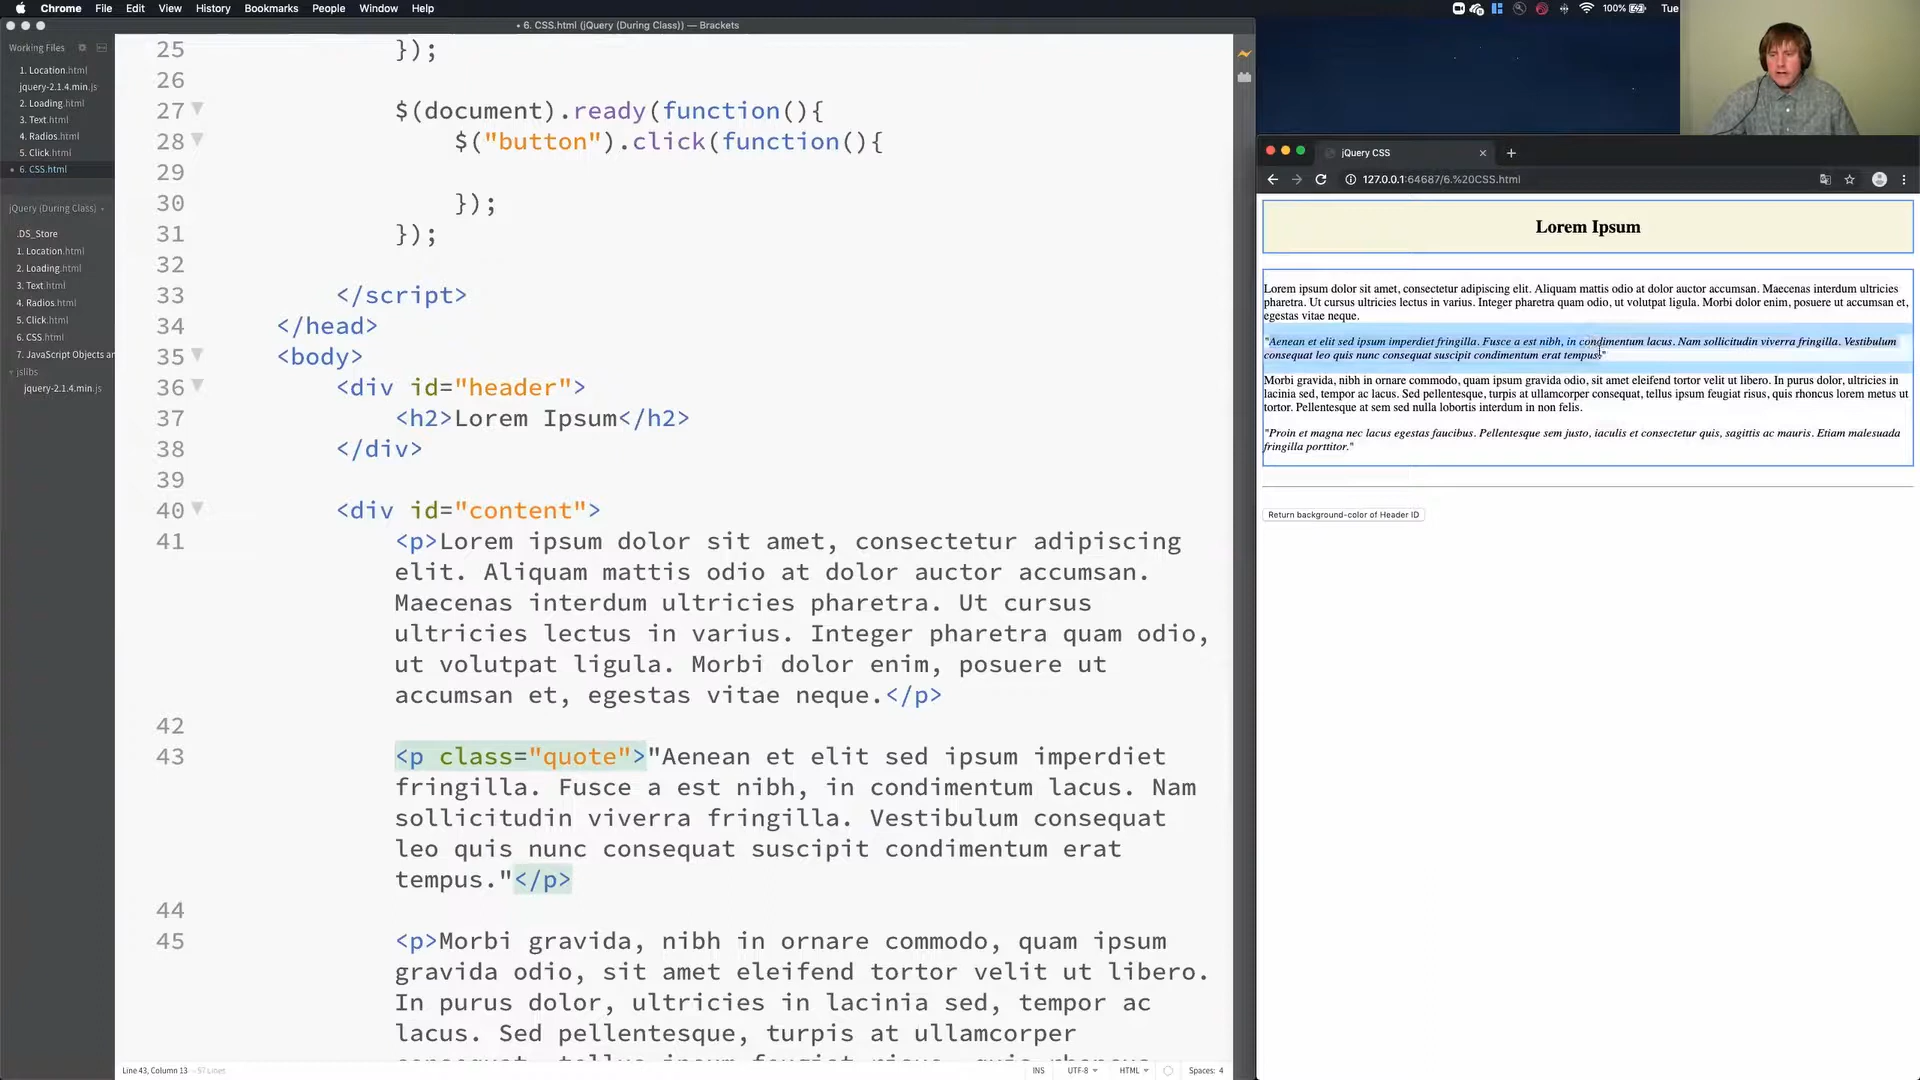 Chrome File Edit View History Bookmarks People Window Help
100% Tue
• 6. CSS.html (jQuery (During Class)) — Brackets
Working Files
1. Location.html
jquery-2.1.4.min.js
2. Loading.html
3. Text.html
4. Radios.html
5. Click.html
• 6. CSS.html
jQuery (During Class)
.DS_Store
1. Location.html
2. Loading.html
3. Text.html
4. Radios.html
5. Click.html
6. CSS.html
7. JavaScript Objects an
jslibs
jquery-2.1.4.min.js
25 });
26
27 $(document).ready(function(){
28 $("button").click(function(){
29
30 });
31 });
32
33 </script>
34 </head>
35 <body>
36 <div id="header">
37 <h2>Lorem Ipsum</h2>
38 </div>
39
40 <div id="content">
41 <p>Lorem ipsum dolor sit amet, consectetur adipiscing
elit. Aliquam mattis odio at dolor auctor accumsan.
Maecenas interdum ultricies pharetra. Ut cursus
ultricies lectus in varius. Integer pharetra quam odio,
ut volutpat ligula. Morbi dolor enim, posuere ut
accumsan et, egestas vitae neque.</p>
42
43 <p class="quote">"Aenean et elit sed ipsum imperdiet
fringilla. Fusce a est nibh, in condimentum lacus. Nam
sollicitudin viverra fringilla. Vestibulum consequat
leo quis nunc consequat suscipit condimentum erat
tempus."</p>
44
45 <p>Morbi gravida, nibh in ornare commodo, quam ipsum
gravida odio, sit amet eleifend tortor velit ut libero.
In purus dolor, ultricies in lacinia sed, tempor ac
lacus. Sed pellentesque, turpis at ullamcorper
consequat, tellus ipsum feugiat risus, quis rhoncus
Line 43, Column 13 — 57 Lines
INS UTF-8 HTML Spaces: 4
jQuery CSS
127.0.0.1:64687/6.%20CSS.html
Lorem Ipsum
Lorem ipsum dolor sit amet, consectetur adipiscing elit. Aliquam mattis odio at dolor auctor accumsan. Maecenas interdum ultricies
pharetra. Ut cursus ultricies lectus in varius. Integer pharetra quam odio, ut volutpat ligula. Morbi dolor enim, posuere ut accumsan et,
egestas vitae neque.
"Aenean et elit sed ipsum imperdiet fringilla. Fusce a est nibh, in condimentum lacus. Nam sollicitudin viverra fringilla. Vestibulum
consequat leo quis nunc consequat suscipit condimentum erat tempus."
Morbi gravida, nibh in ornare commodo, quam ipsum gravida odio, sit amet eleifend tortor velit ut libero. In purus dolor, ultricies in
lacinia sed, tempor ac lacus. Sed pellentesque, turpis at ullamcorper consequat, tellus ipsum feugiat risus, quis rhoncus lorem metus ut
tortor. Pellentesque at sem sed nulla lobortis interdum in non felis.
"Proin et magna nec lacus egestas faucibus. Pellentesque sem justo, iaculis et consectetur quis, sagittis ac mauris. Etiam malesuada
fringilla porttitor."
Return background-color of Header ID